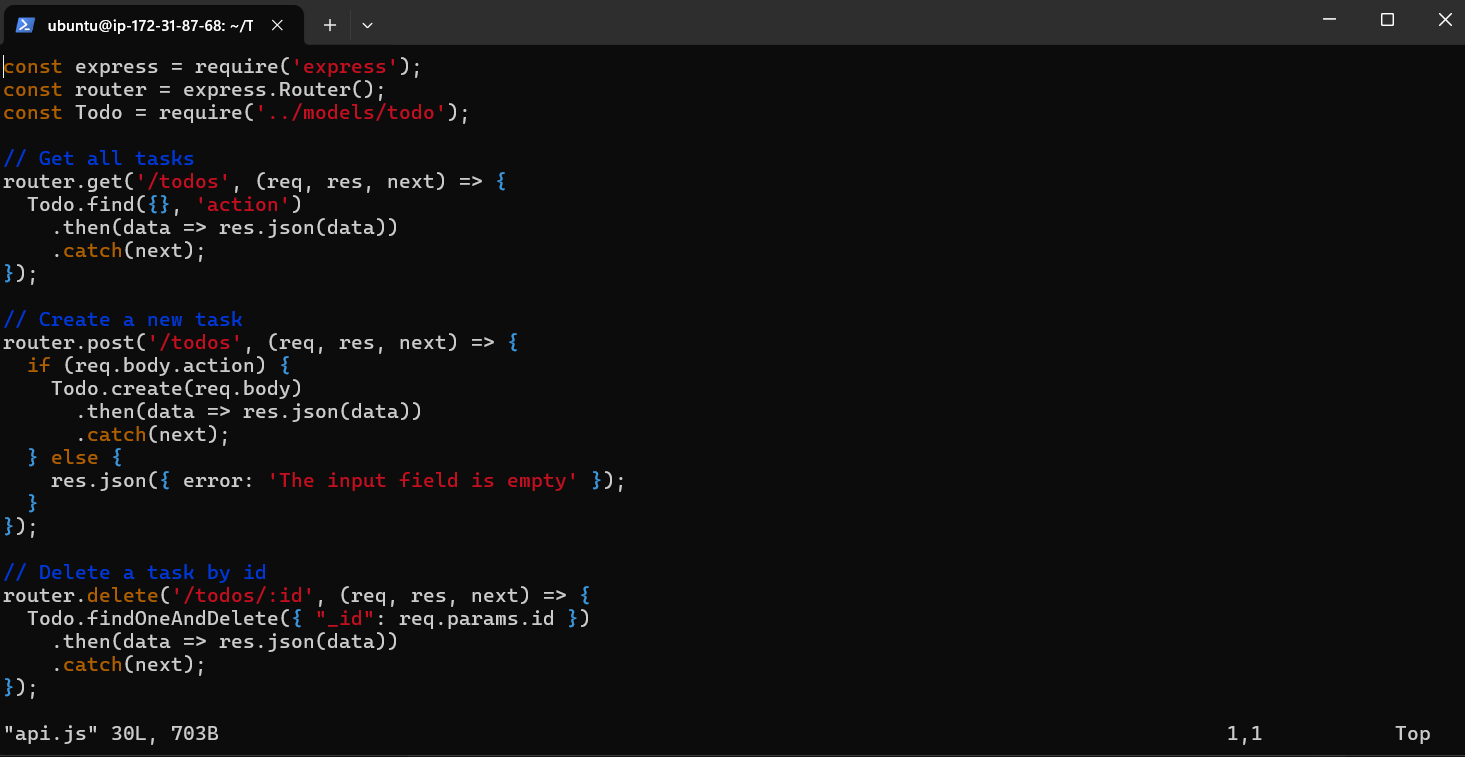 ubuntu@ip-172-31-87-68: ~/T
const express = require('express');
const router = express.Router();
const Todo = require('../models/todo');

// Get all tasks
router.get('/todos', (req, res, next) => {
  Todo.find({}, 'action')
    .then(data => res.json(data))
    .catch(next);
});

// Create a new task
router.post('/todos', (req, res, next) => {
  if (req.body.action) {
    Todo.create(req.body)
      .then(data => res.json(data))
      .catch(next);
  } else {
    res.json({ error: 'The input field is empty' });
  }
});

// Delete a task by id
router.delete('/todos/:id', (req, res, next) => {
  Todo.findOneAndDelete({ "_id": req.params.id })
    .then(data => res.json(data))
    .catch(next);
});

"api.js" 30L, 703B 1,1 Top